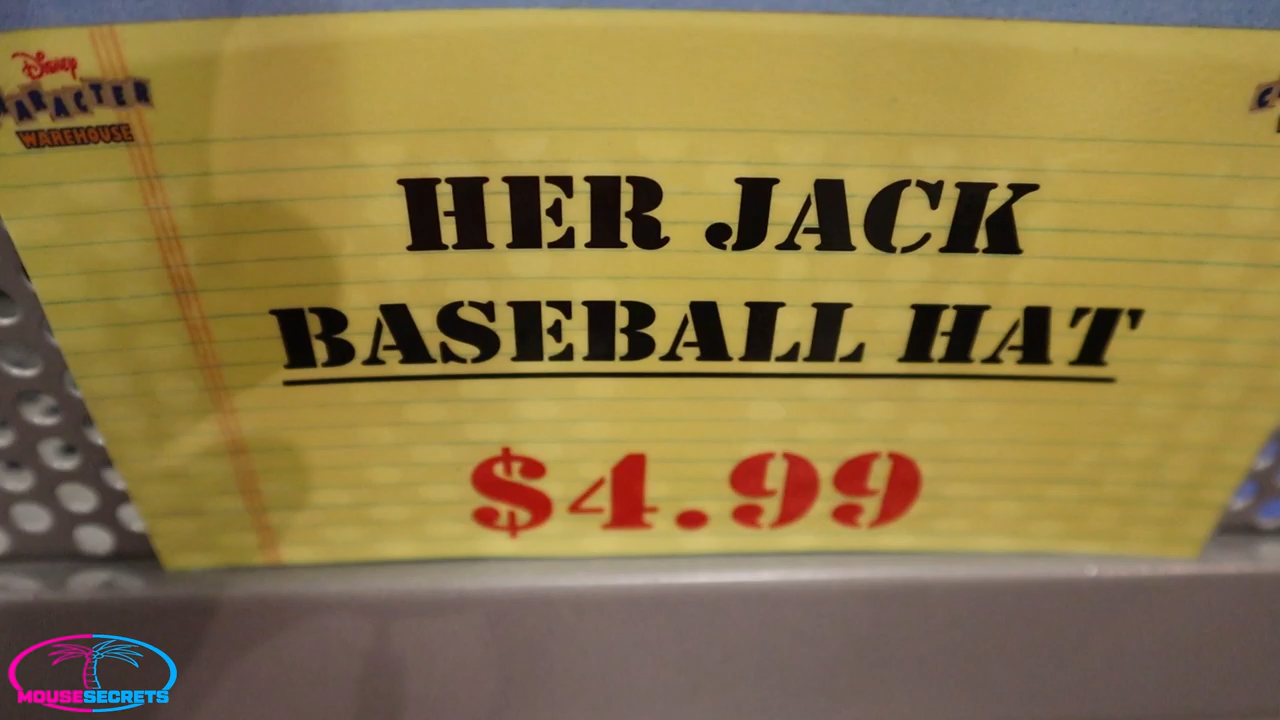 Disney
CHARACTER
WAREHOUSE
HER JACK
BASEBALL HAT
$4.99
MOUSESECRETS